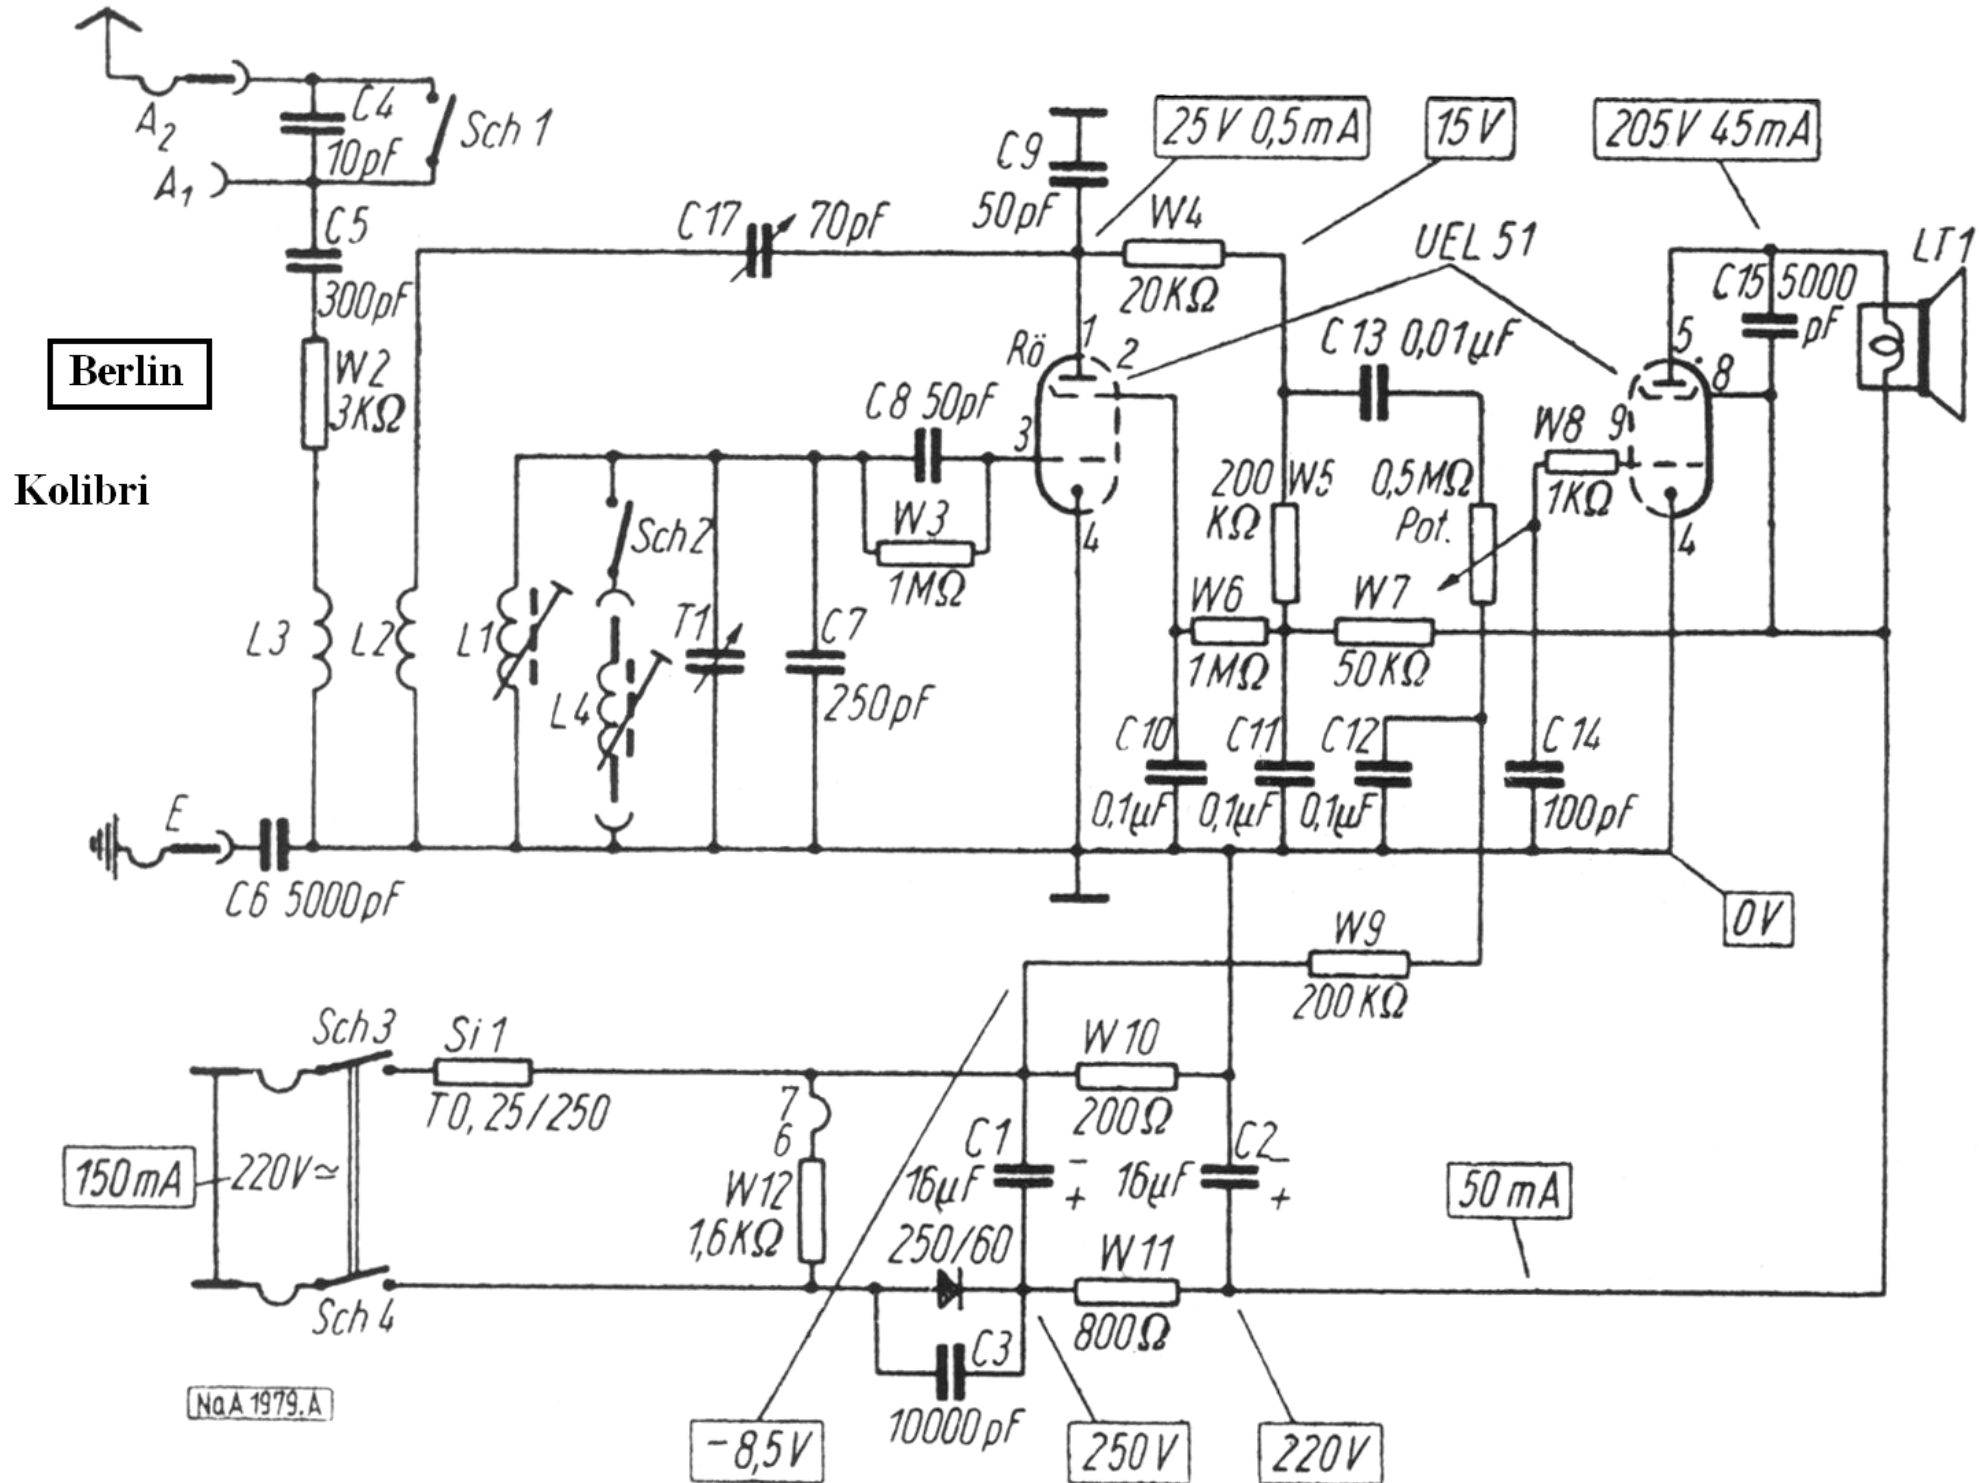 A2
C4
10pF
Sch 1
A1
C5
300pF
W2
3KΩ
Berlin
Kolibri
L3
L2
L1
L4
Sch2
T1
C7
250pF
C17
70pF
C9
50pF
25V 0,5mA
15V
205V 45mA
W4
20KΩ
UEL 51
LT1
C15
5000
pF
C13 0,01µF
Rö
1
2
3
4
C8 50pF
W3
1MΩ
5
8
9
4
W8
1KΩ
200
KΩ
W5
0,5MΩ
Pot.
W6
1MΩ
W7
50KΩ
C10
0,1µF
C11
0,1µF
C12
0,1µF
C14
100pF
E
C6 5000pF
0V
W9
200KΩ
Sch3
Si 1
T0,25/250
150mA
220V≃
Sch 4
7
6
W12
1,6KΩ
W10
200Ω
C1
16µF
−
+
C2
16µF
−
+
250/60
W11
800Ω
C3
10000pF
50mA
NaA 1979.A
−8,5V
250V
220V